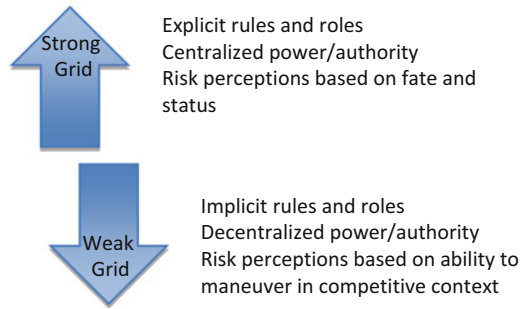 Strong
Grid
Explicit rules and roles
Centralized power/authority
Risk perceptions based on fate and
status
Weak
Grid
Implicit rules and roles
Decentralized power/authority
Risk perceptions based on ability to
maneuver in competitive context